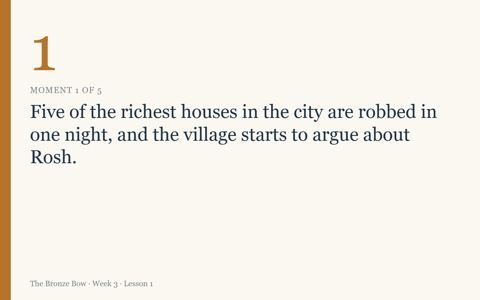 1
MOMENT 1 OF 5
Five of the richest houses in the city are robbed in
one night, and the village starts to argue about
Rosh.
The Bronze Bow · Week 3 · Lesson 1